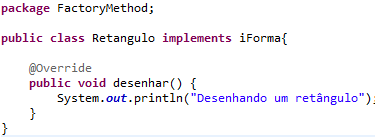 package FactoryMethod;
public class Retangulo implements iForma{
@Override
public void desenhar() {
System.out.println("Desenhando um retângulo");
}
}